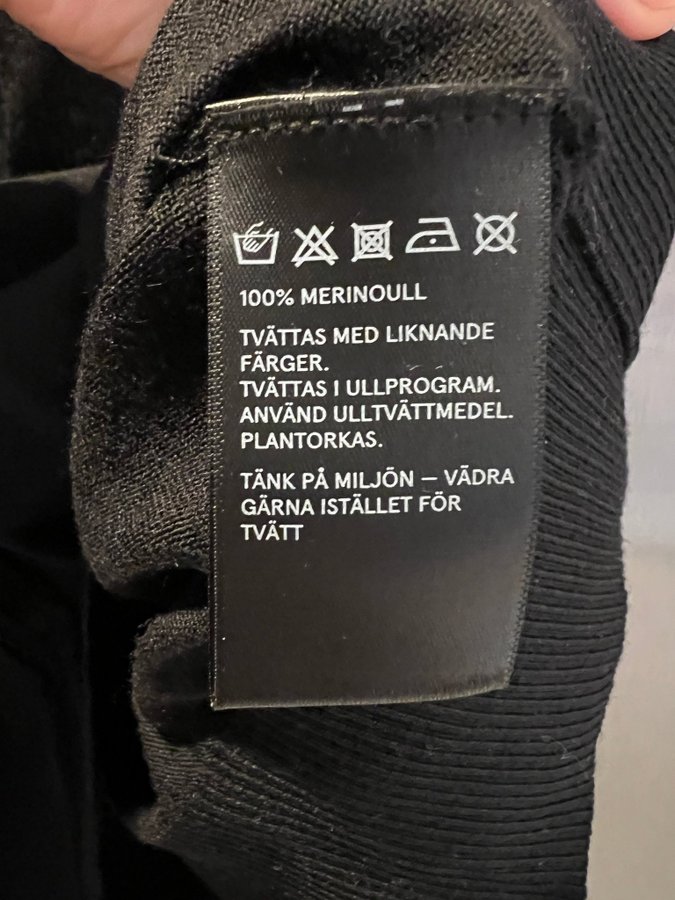 100% MERINOULL
TVÄTTAS MED LIKNANDE
FÄRGER.
TVÄTTAS I ULLPROGRAM.
ANVÄND ULLTVÄTTMEDEL.
PLANTORKAS.
TÄNK PÅ MILJÖN — VÄDRA
GÄRNA ISTÄLLET FÖR
TVÄTT